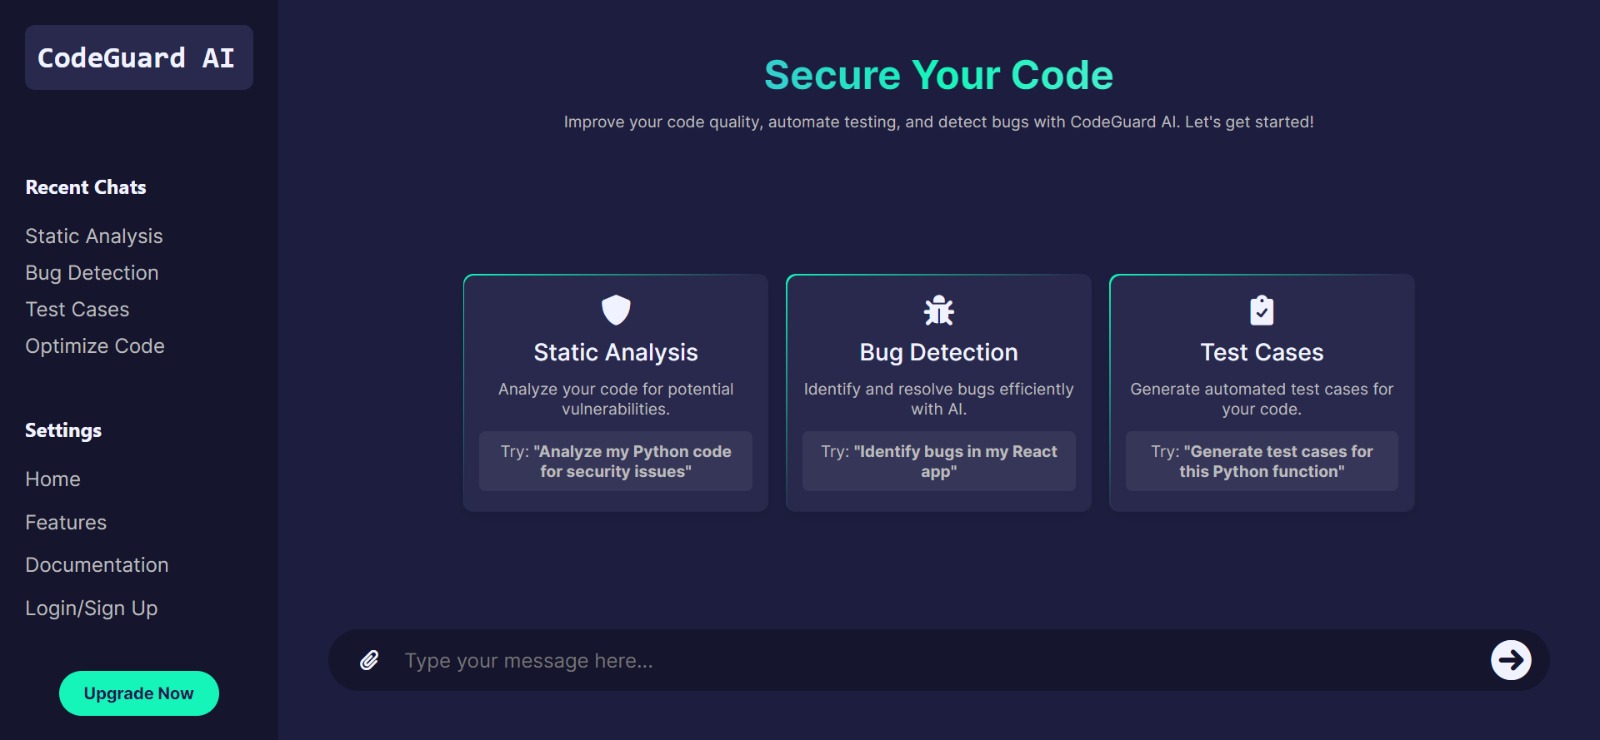 CodeGuard AI
Recent Chats
Static Analysis
Bug Detection
Test Cases
Optimize Code
Settings
Home
Features
Documentation
Login/Sign Up
Upgrade Now
Secure Your Code
Improve your code quality, automate testing, and detect bugs with CodeGuard AI. Let's get started!
Static Analysis
Analyze your code for potential
vulnerabilities.
Try: "Analyze my Python code
for security issues"
Bug Detection
Identify and resolve bugs efficiently
with AI.
Try: "Identify bugs in my React
app"
Test Cases
Generate automated test cases for
your code.
Try: "Generate test cases for
this Python function"
Type your message here...